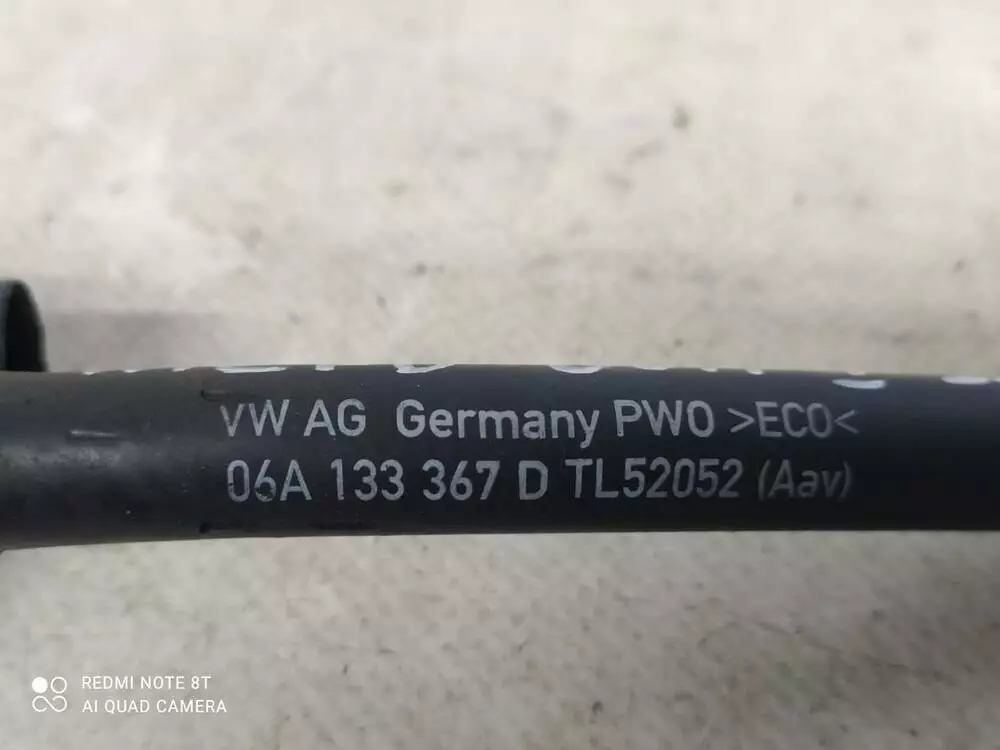 VW AG Germany PWO >ECO<
06A 133 367 D TL52052 (Aav)
REDMI NOTE 8T
AI QUAD CAMERA